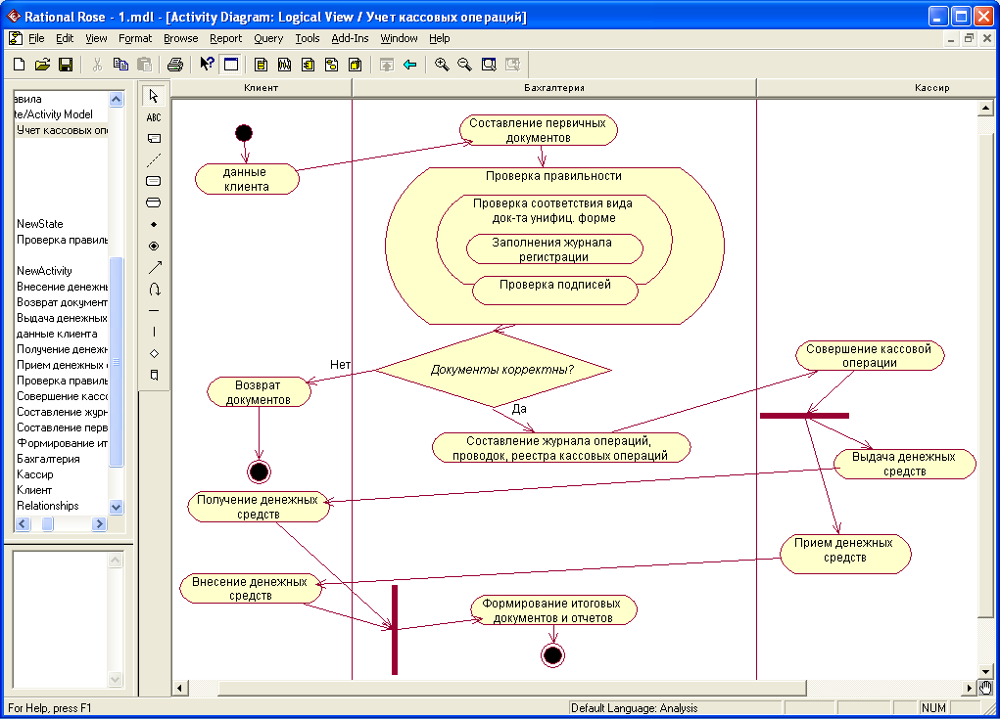 Rational Rose - 1.mdl - [Activity Diagram: Logical View / Учет кассовых операций]
File Edit View Format Browse Report Query Tools Add-Ins Window Help
авила
te/Activity Model
Учет кассовых опе
NewState
Проверка правиль
NewActivity
Внесение денежны
Возврат документ
Выдача денежных
данные клиента
Получение денежн
Прием денежных
Проверка правиль
Совершение кассо
Составление журн
Составление перв
Формирование ит
Бахгалтерия
Кассир
Клиент
Relationships
ABC
Клиент
Бахгалтерия
Кассир
данные
клиента
Составление первичных
документов
Проверка правильности
Проверка соответствия вида
док-та унифиц. форме
Заполнения журнала
регистрации
Проверка подписей
Документы корректны?
Нет
Да
Возврат
документов
Составление журнала операций,
проводок, реестра кассовых операций
Совершение кассовой
операции
Выдача денежных
средств
Получение денежных
средств
Прием денежных
средств
Внесение денежных
средств
Формирование итоговых
документов и отчетов
For Help, press F1
Default Language: Analysis
NUM